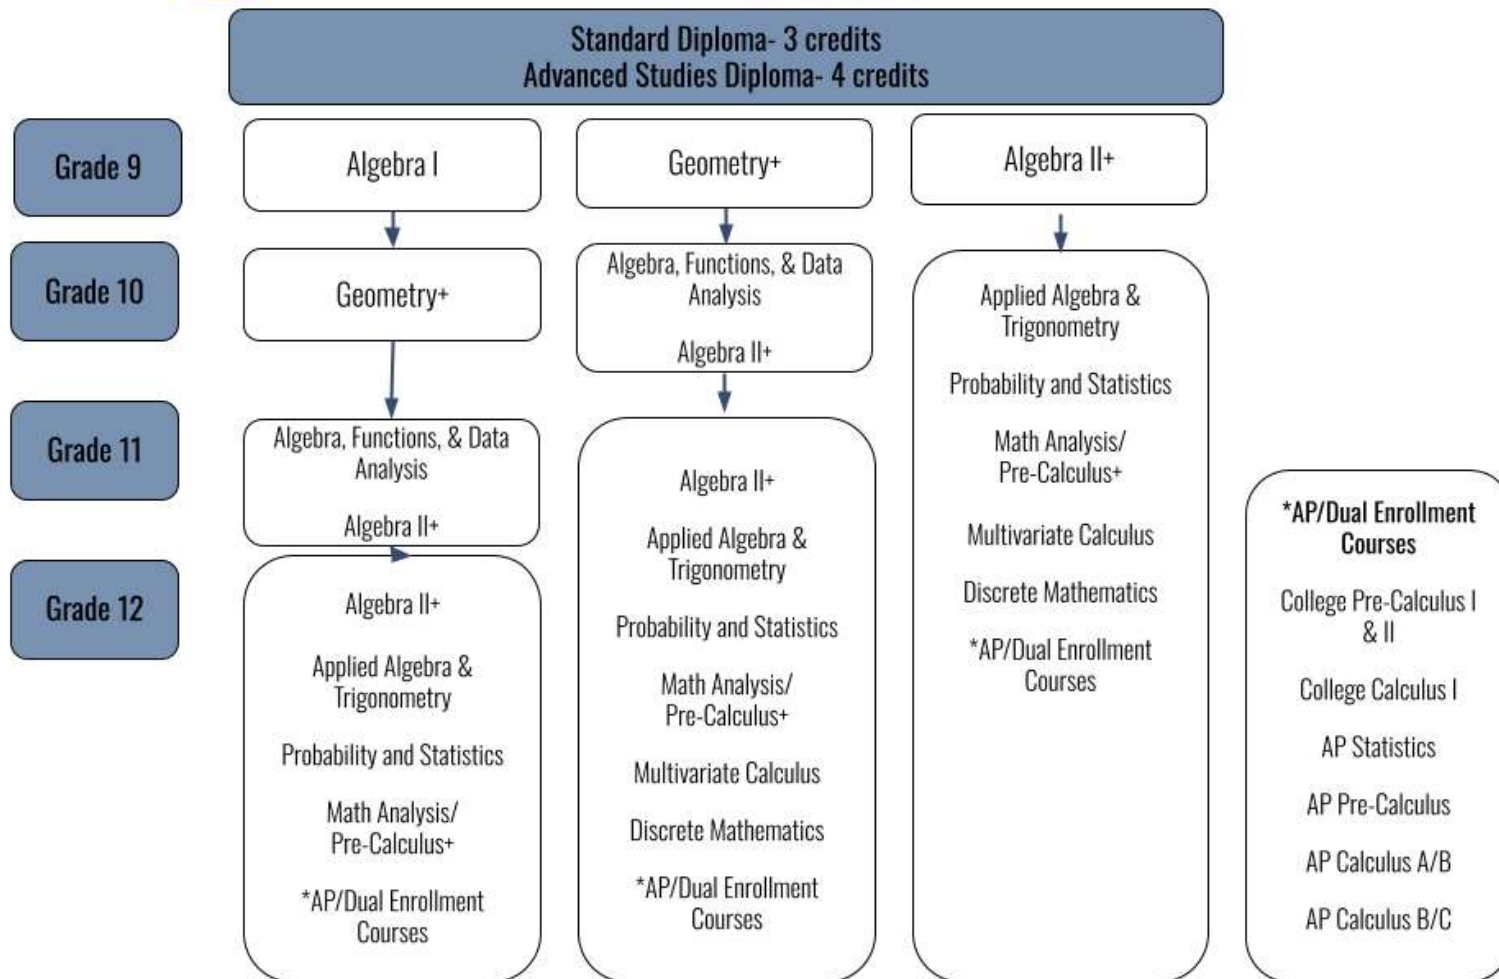 Standard Diploma- 3 credits
Advanced Studies Diploma- 4 credits
Grade 9
Algebra I
Geometry+
Algebra II+
Grade 10
Geometry+
Algebra, Functions, & Data
Analysis
Algebra II+
Applied Algebra &
Trigonometry
Probability and Statistics
Math Analysis/
Pre-Calculus+
Multivariate Calculus
Discrete Mathematics
*AP/Dual Enrollment
Courses
Grade 11
Algebra, Functions, & Data
Analysis
Algebra II+
Algebra II+
Applied Algebra &
Trigonometry
Probability and Statistics
Math Analysis/
Pre-Calculus+
Multivariate Calculus
Discrete Mathematics
*AP/Dual Enrollment
Courses
Grade 12
Algebra II+
Applied Algebra &
Trigonometry
Probability and Statistics
Math Analysis/
Pre-Calculus+
*AP/Dual Enrollment
Courses
*AP/Dual Enrollment
Courses
College Pre-Calculus I
& II
College Calculus I
AP Statistics
AP Pre-Calculus
AP Calculus A/B
AP Calculus B/C